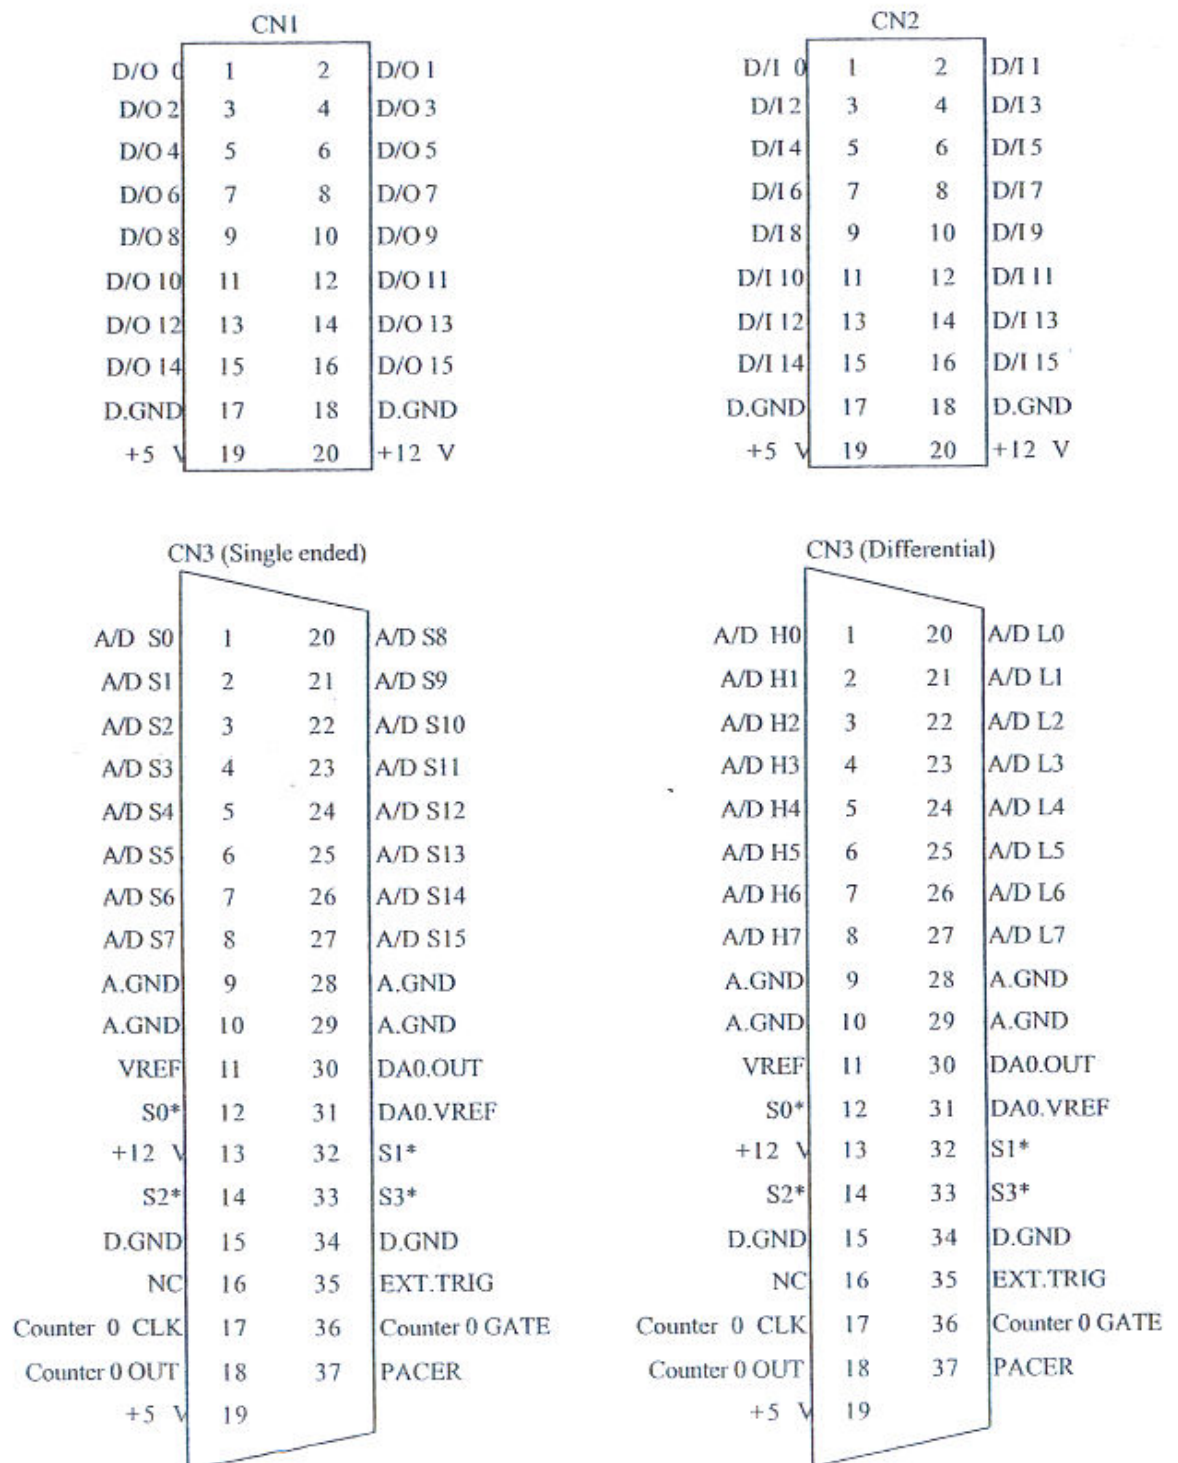 CN1 CN2
D/O 0 1 2 D/O 1 D/I 0 1 2 D/I 1
D/O 2 3 4 D/O 3 D/I 2 3 4 D/I 3
D/O 4 5 6 D/O 5 D/I 4 5 6 D/I 5
D/O 6 7 8 D/O 7 D/I 6 7 8 D/I 7
D/O 8 9 10 D/O 9 D/I 8 9 10 D/I 9
D/O 10 11 12 D/O 11 D/I 10 11 12 D/I 11
D/O 12 13 14 D/O 13 D/I 12 13 14 D/I 13
D/O 14 15 16 D/O 15 D/I 14 15 16 D/I 15
D.GND 17 18 D.GND D.GND 17 18 D.GND
+5 V 19 20 +12 V +5 V 19 20 +12 V
CN3 (Single ended) CN3 (Differential)
A/D S0 1 20 A/D S8 A/D H0 1 20 A/D L0
A/D S1 2 21 A/D S9 A/D H1 2 21 A/D L1
A/D S2 3 22 A/D S10 A/D H2 3 22 A/D L2
A/D S3 4 23 A/D S11 A/D H3 4 23 A/D L3
A/D S4 5 24 A/D S12 A/D H4 5 24 A/D L4
A/D S5 6 25 A/D S13 A/D H5 6 25 A/D L5
A/D S6 7 26 A/D S14 A/D H6 7 26 A/D L6
A/D S7 8 27 A/D S15 A/D H7 8 27 A/D L7
A.GND 9 28 A.GND A.GND 9 28 A.GND
A.GND 10 29 A.GND A.GND 10 29 A.GND
VREF 11 30 DA0.OUT VREF 11 30 DA0.OUT
S0* 12 31 DA0.VREF S0* 12 31 DA0.VREF
+12 V 13 32 S1* +12 V 13 32 S1*
S2* 14 33 S3* S2* 14 33 S3*
D.GND 15 34 D.GND D.GND 15 34 D.GND
NC 16 35 EXT.TRIG NC 16 35 EXT.TRIG
Counter 0 CLK 17 36 Counter 0 GATE Counter 0 CLK 17 36 Counter 0 GATE
Counter 0 OUT 18 37 PACER Counter 0 OUT 18 37 PACER
+5 V 19 +5 V 19